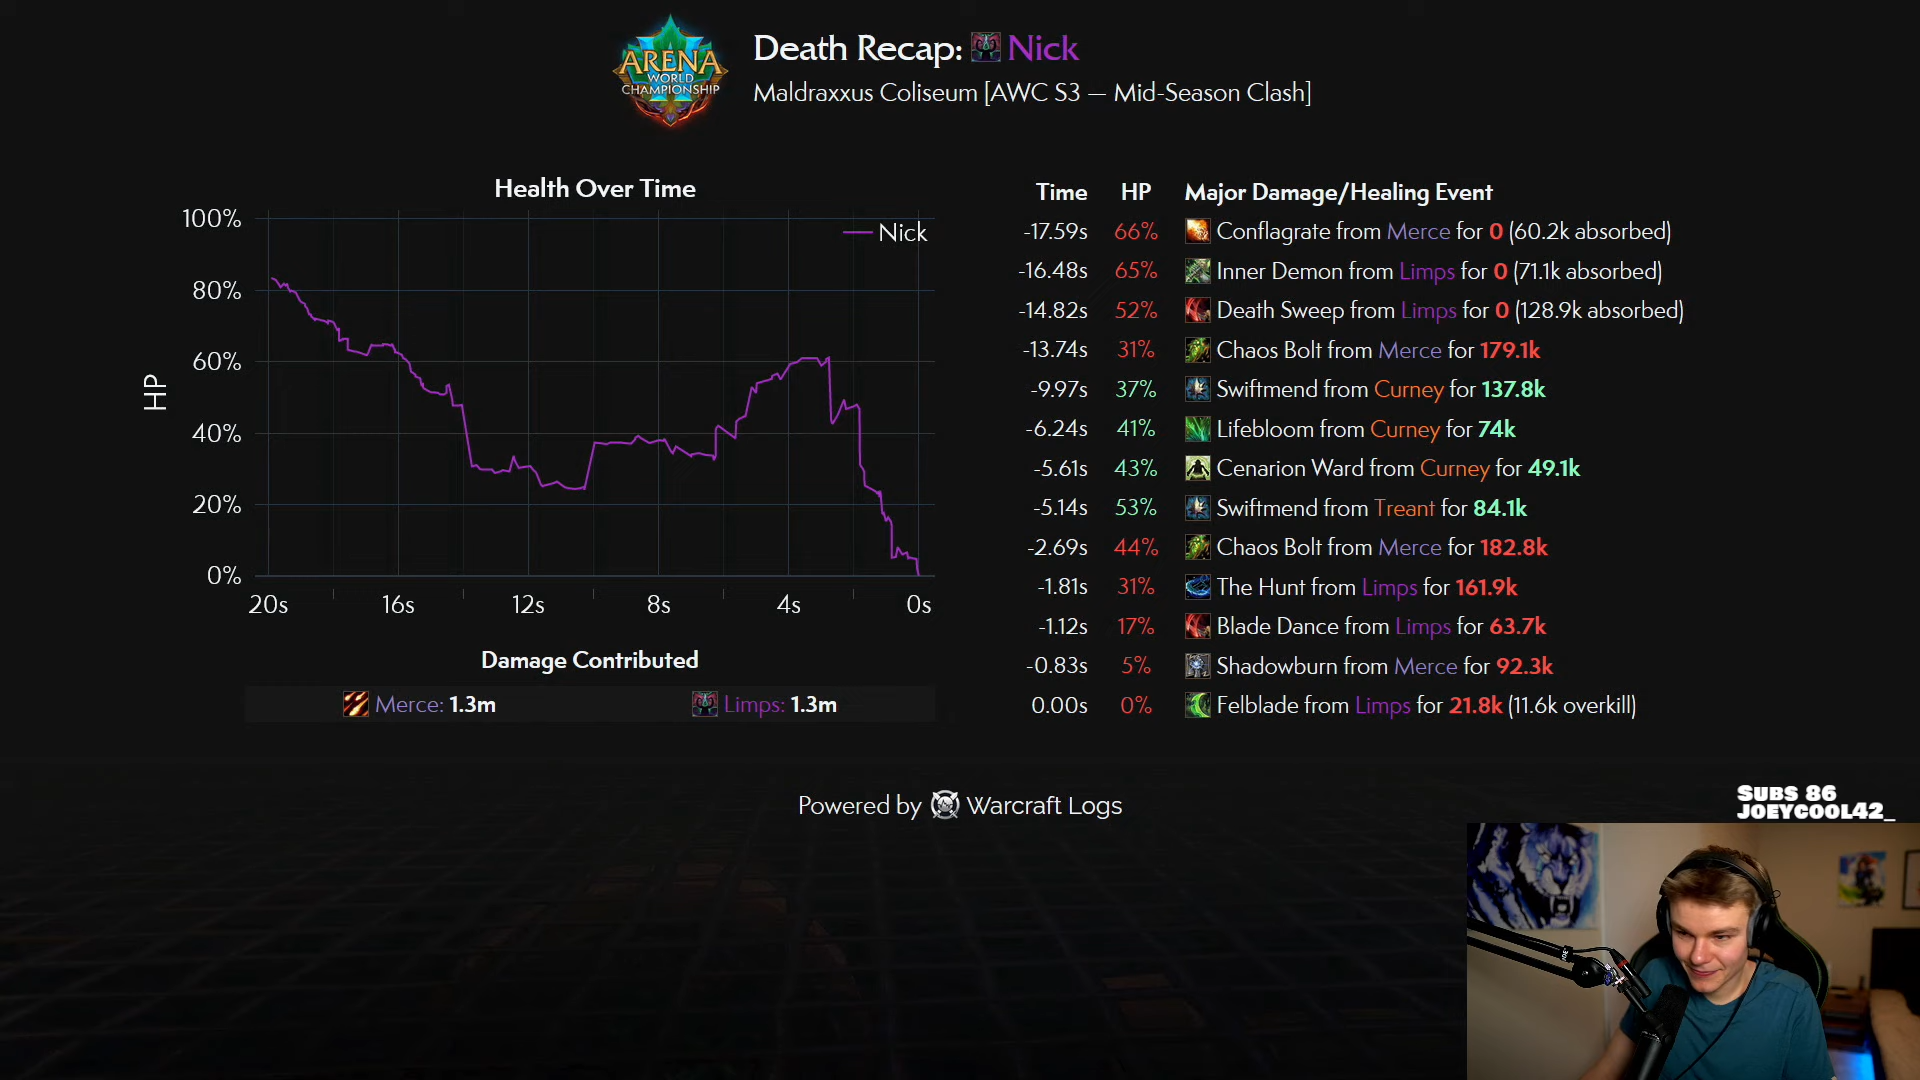 ARENA
WORLD
CHAMPIONSHIP
Death Recap: Nick
Maldraxxus Coliseum [AWC S3 — Mid-Season Clash]
Health Over Time
Nick
100%
80%
60%
40%
20%
0%
HP
20s 16s 12s 8s 4s 0s
Damage Contributed
Merce: 1.3m Limps: 1.3m
Time HP Major Damage/Healing Event
-17.59s 66% Conflagrate from Merce for 0 (60.2k absorbed)
-16.48s 65% Inner Demon from Limps for 0 (71.1k absorbed)
-14.82s 52% Death Sweep from Limps for 0 (128.9k absorbed)
-13.74s 31% Chaos Bolt from Merce for 179.1k
-9.97s 37% Swiftmend from Curney for 137.8k
-6.24s 41% Lifebloom from Curney for 74k
-5.61s 43% Cenarion Ward from Curney for 49.1k
-5.14s 53% Swiftmend from Treant for 84.1k
-2.69s 44% Chaos Bolt from Merce for 182.8k
-1.81s 31% The Hunt from Limps for 161.9k
-1.12s 17% Blade Dance from Limps for 63.7k
-0.83s 5% Shadowburn from Merce for 92.3k
0.00s 0% Felblade from Limps for 21.8k (11.6k overkill)
Powered by Warcraft Logs
SUBS 86
JOEYCOOL42_